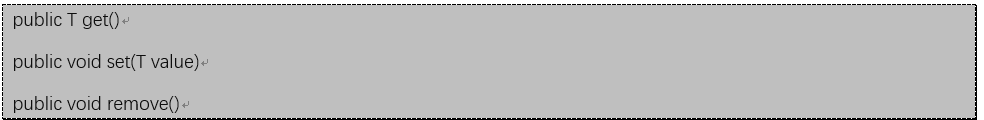 public T get()
public void set(T value)
public void remove()